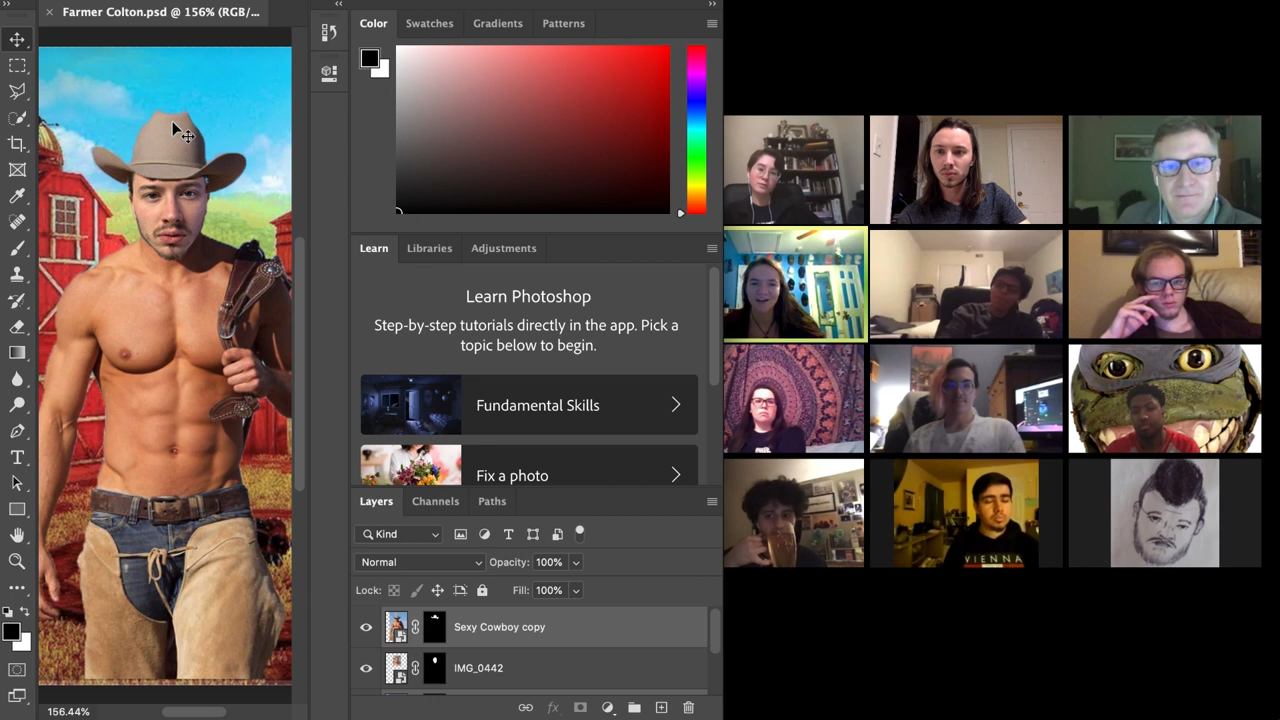 Farmer Colton.psd @ 156% (RGB/...
Color
Swatches
Gradients
Patterns
Learn
Libraries
Adjustments
Learn Photoshop
Step-by-step tutorials directly in the app. Pick a
topic below to begin.
Fundamental Skills
Fix a photo
Layers
Channels
Paths
Kind
Normal
Opacity: 100%
Lock:
Fill: 100%
Sexy Cowboy copy
IMG_0442
156.44%
VIENNA